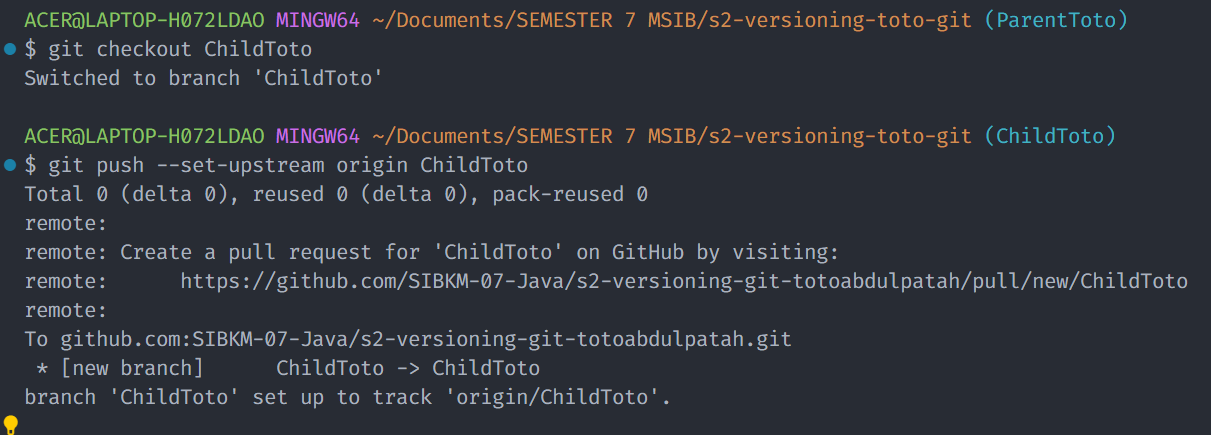 ACER@LAPTOP-H072LDAO MINGW64 ~/Documents/SEMESTER 7 MSIB/s2-versioning-toto-git (ParentToto)
$ git checkout ChildToto
Switched to branch 'ChildToto'
ACER@LAPTOP-H072LDAO MINGW64 ~/Documents/SEMESTER 7 MSIB/s2-versioning-toto-git (ChildToto)
$ git push --set-upstream origin ChildToto
Total 0 (delta 0), reused 0 (delta 0), pack-reused 0
remote:
remote: Create a pull request for 'ChildToto' on GitHub by visiting:
remote:      https://github.com/SIBKM-07-Java/s2-versioning-git-totoabdulpatah/pull/new/ChildToto
remote:
To github.com:SIBKM-07-Java/s2-versioning-git-totoabdulpatah.git
 * [new branch]      ChildToto -> ChildToto
branch 'ChildToto' set up to track 'origin/ChildToto'.